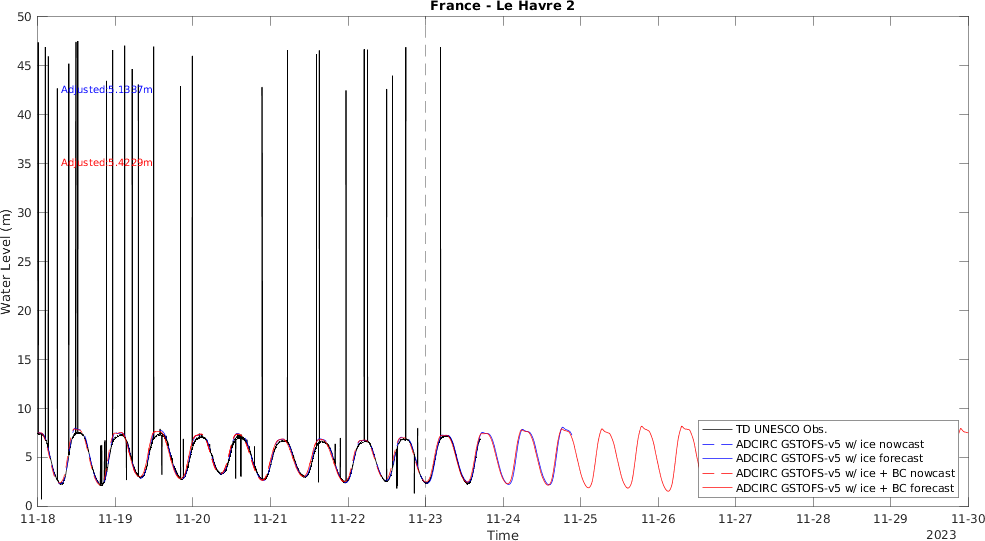 France - Le Havre 2
50
45
40
35
30
25
20
15
10
5
0
Water Level (m)
Adjusted 5.1387m
Adjusted 5.4229m
TD UNESCO Obs.
ADCIRC GSTOFS-v5 w/ ice nowcast
ADCIRC GSTOFS-v5 w/ ice forecast
ADCIRC GSTOFS-v5 w/ ice + BC nowcast
ADCIRC GSTOFS-v5 w/ ice + BC forecast
11-18 11-19 11-20 11-21 11-22 11-23 11-24 11-25 11-26 11-27 11-28 11-29 11-30
Time
2023